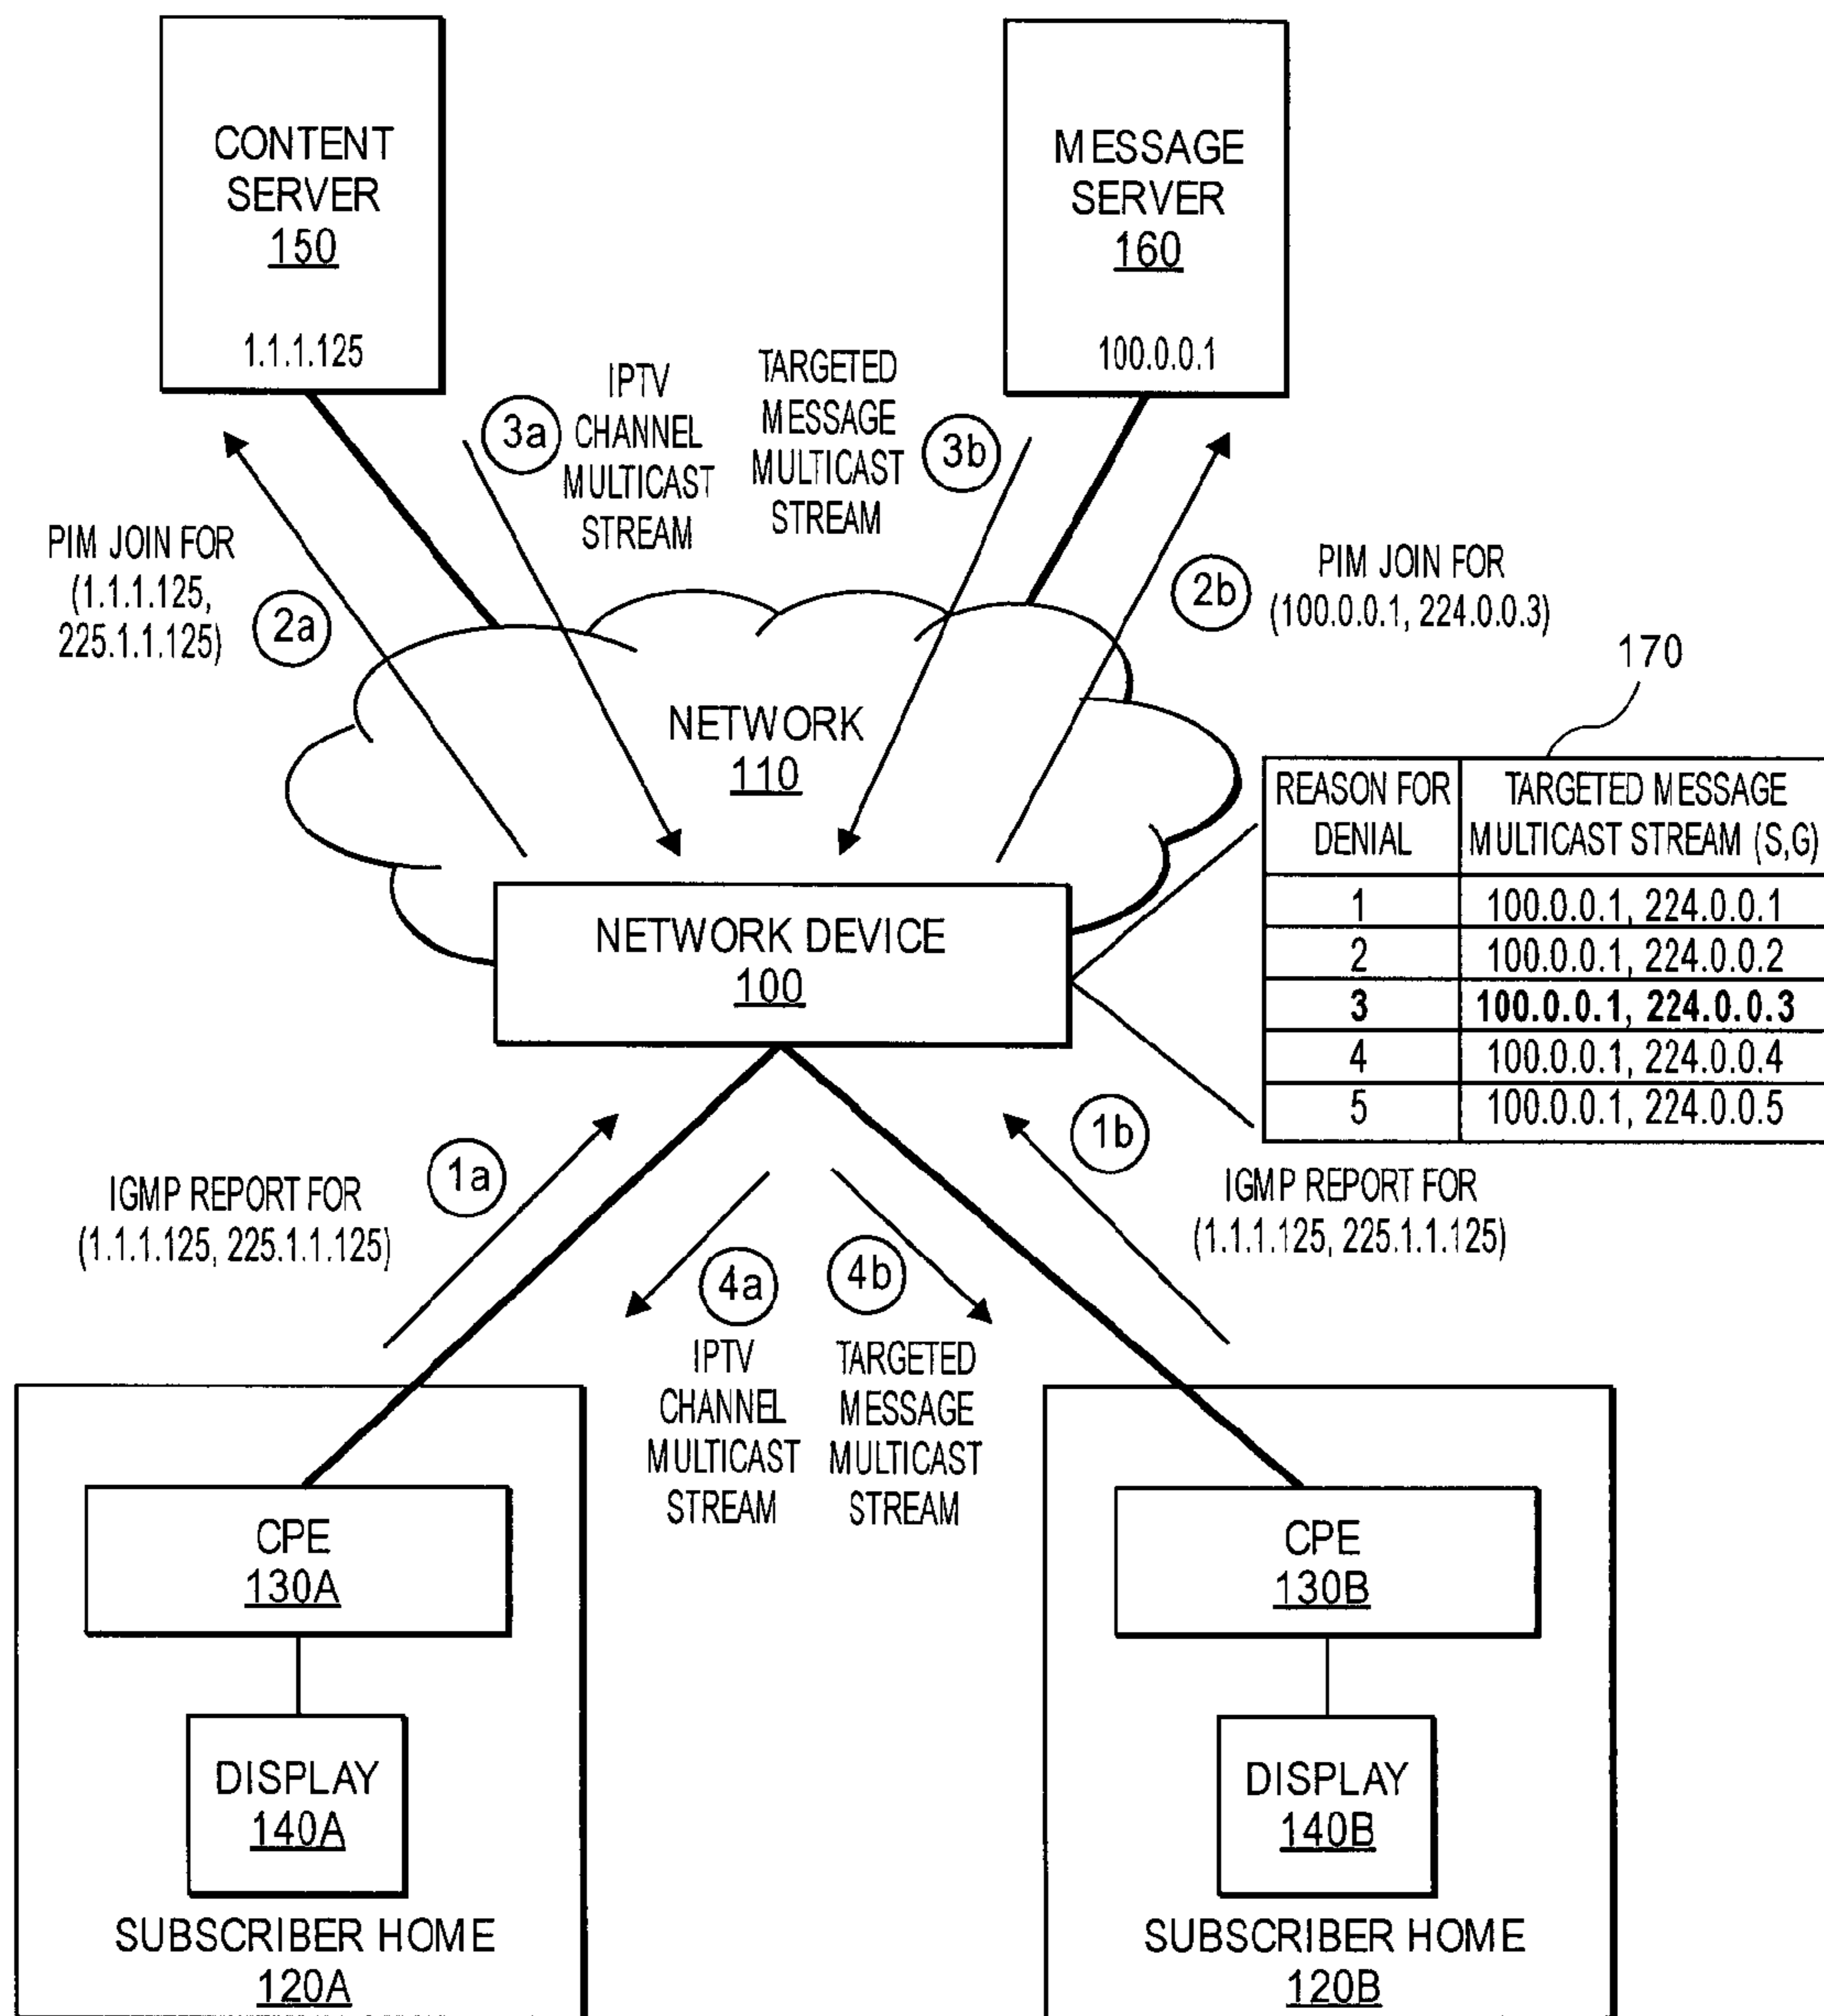 CONTENT
SERVER
150
1.1.1.125
MESSAGE
SERVER
160
100.0.0.1
3a
IPTV
CHANNEL
MULTICAST
STREAM
TARGETED
MESSAGE
MULTICAST
STREAM
3b
PIM JOIN FOR
(1.1.1.125,
225.1.1.125)
2a
2b
PIM JOIN FOR
(100.0.0.1, 224.0.0.3)
170
NETWORK
110
REASON FOR
DENIAL
TARGETED MESSAGE
MULTICAST STREAM (S,G)
1 100.0.0.1, 224.0.0.1
2 100.0.0.1, 224.0.0.2
3 100.0.0.1, 224.0.0.3
4 100.0.0.1, 224.0.0.4
5 100.0.0.1, 224.0.0.5
NETWORK DEVICE
100
1a
IGMP REPORT FOR
(1.1.1.125, 225.1.1.125)
1b
IGMP REPORT FOR
(1.1.1.125, 225.1.1.125)
4a
IPTV
CHANNEL
MULTICAST
STREAM
4b
TARGETED
MESSAGE
MULTICAST
STREAM
CPE
130A
DISPLAY
140A
SUBSCRIBER HOME
120A
CPE
130B
DISPLAY
140B
SUBSCRIBER HOME
120B